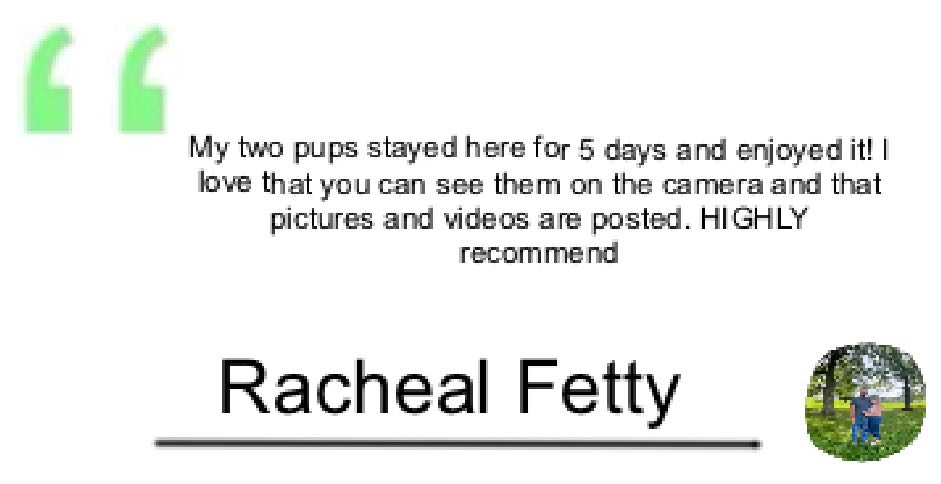 “
My two pups stayed here for 5 days and enjoyed it! I
love that you can see them on the camera and that
pictures and videos are posted. HIGHLY
recommend
Racheal Fetty